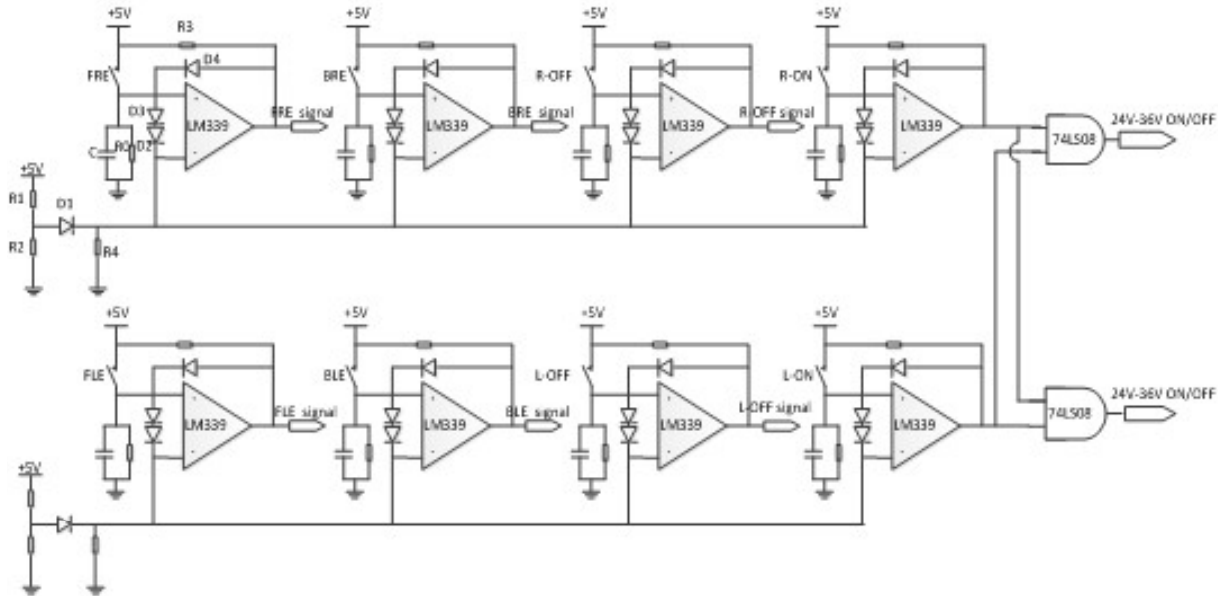 +5V
+5V
+5V
+5V
R3
D4
FRE
BRE
R-OFF
R-ON
D3
LM339
FRE signal
LM339
BRE signal
LM339
R-OFF signal
LM339
24V-36V ON/OFF
74LS08
C
R0
D2
+5V
R1
D1
R2
R4
+5V
+5V
+5V
+5V
FLE
BLE
L-OFF
L-ON
LM339
FLE signal
LM339
BLE signal
LM339
L-OFF signal
LM339
24V-36V ON/OFF
74LS08
+5V